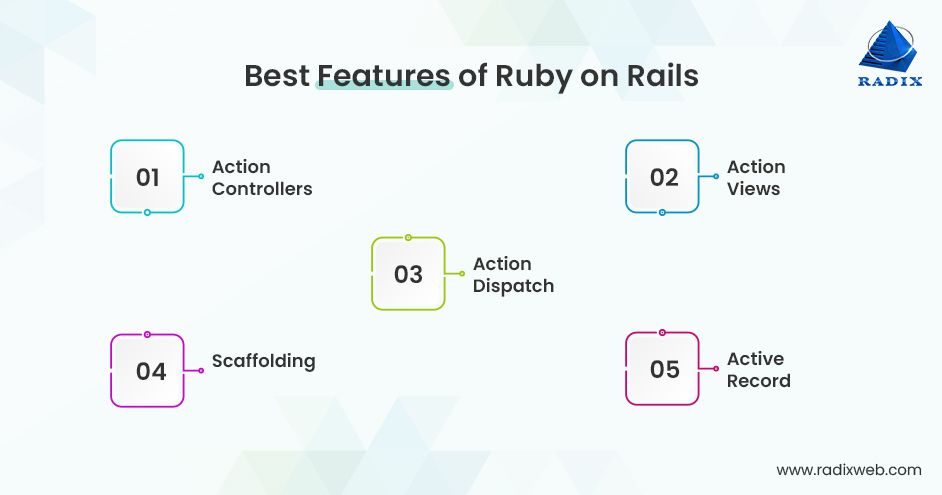 Best Features of Ruby on Rails
RADIX
01
Action
Controllers
02
Action
Views
03
Action
Dispatch
04
Scaffolding
05
Active
Record
www.radixweb.com